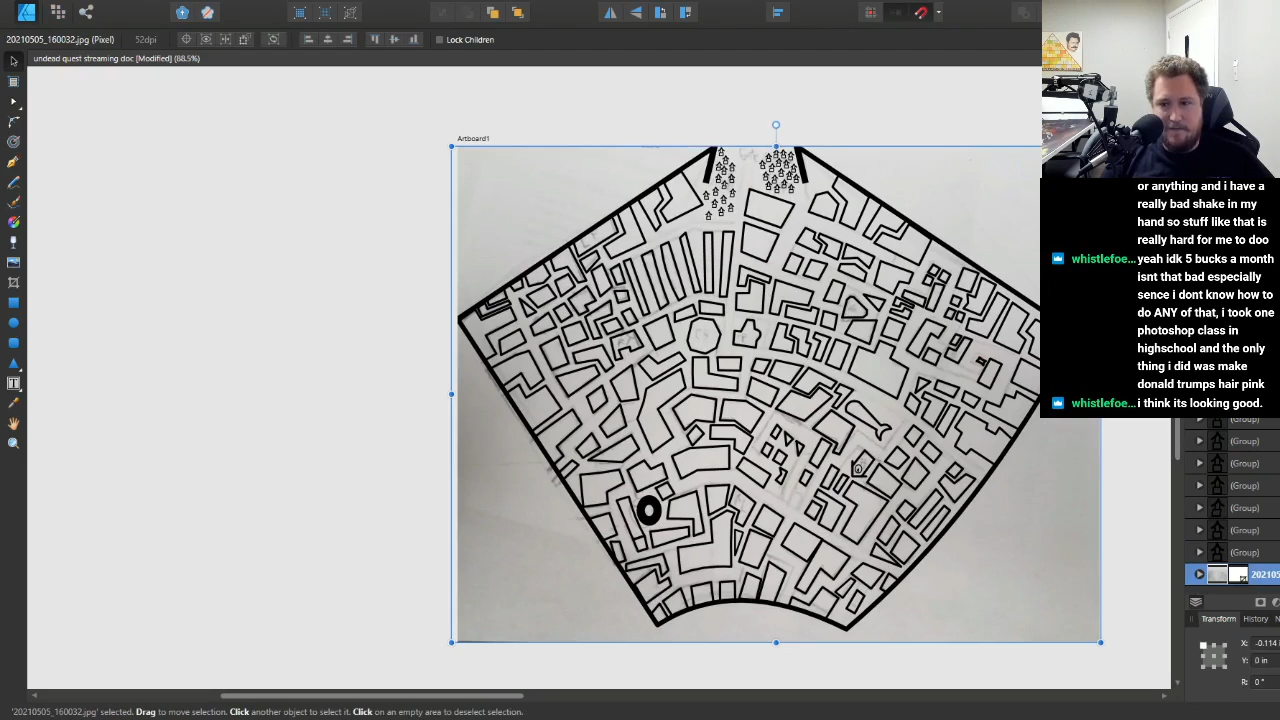 20210505_160032.jpg (Pixel)
52dpi
Lock Children
undead quest streaming doc [Modified] (88.5%)
Artboard1
or anything and i have a
really bad shake in my
hand so stuff like that is
really hard for me to doo
whistlefoe... yeah idk 5 bucks a month
isnt that bad especially
sence i dont know how to
do ANY of that, i took one
photoshop class in
highschool and the only
thing i did was make
donald trumps hair pink
whistlefoe... i think its looking good.
(Group)
(Group)
(Group)
(Group)
(Group)
(Group)
(Group)
202105
Transform
History
X:
-0.114 i
Y:
0 in
R:
0 °
'20210505_160032.jpg' selected. Drag to move selection. Click another object to select it. Click on an empty area to deselect selection.